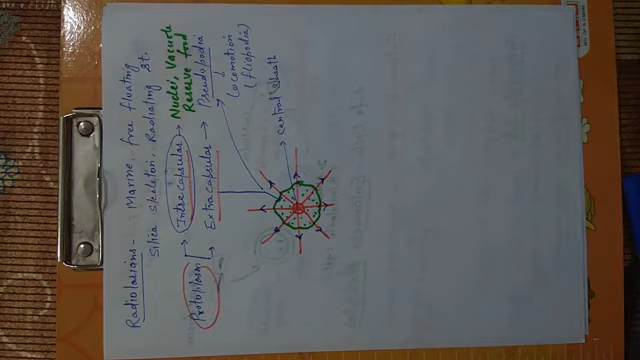 Radiolarians - Marine, free floating
Silica skeleton. Radiating st.
Protoplasm
Intracapsular → Nuclei, Vacuole
Reserve food
Extracapsular → Pseudopodia
Locomotion
(filopodia)
central sheath